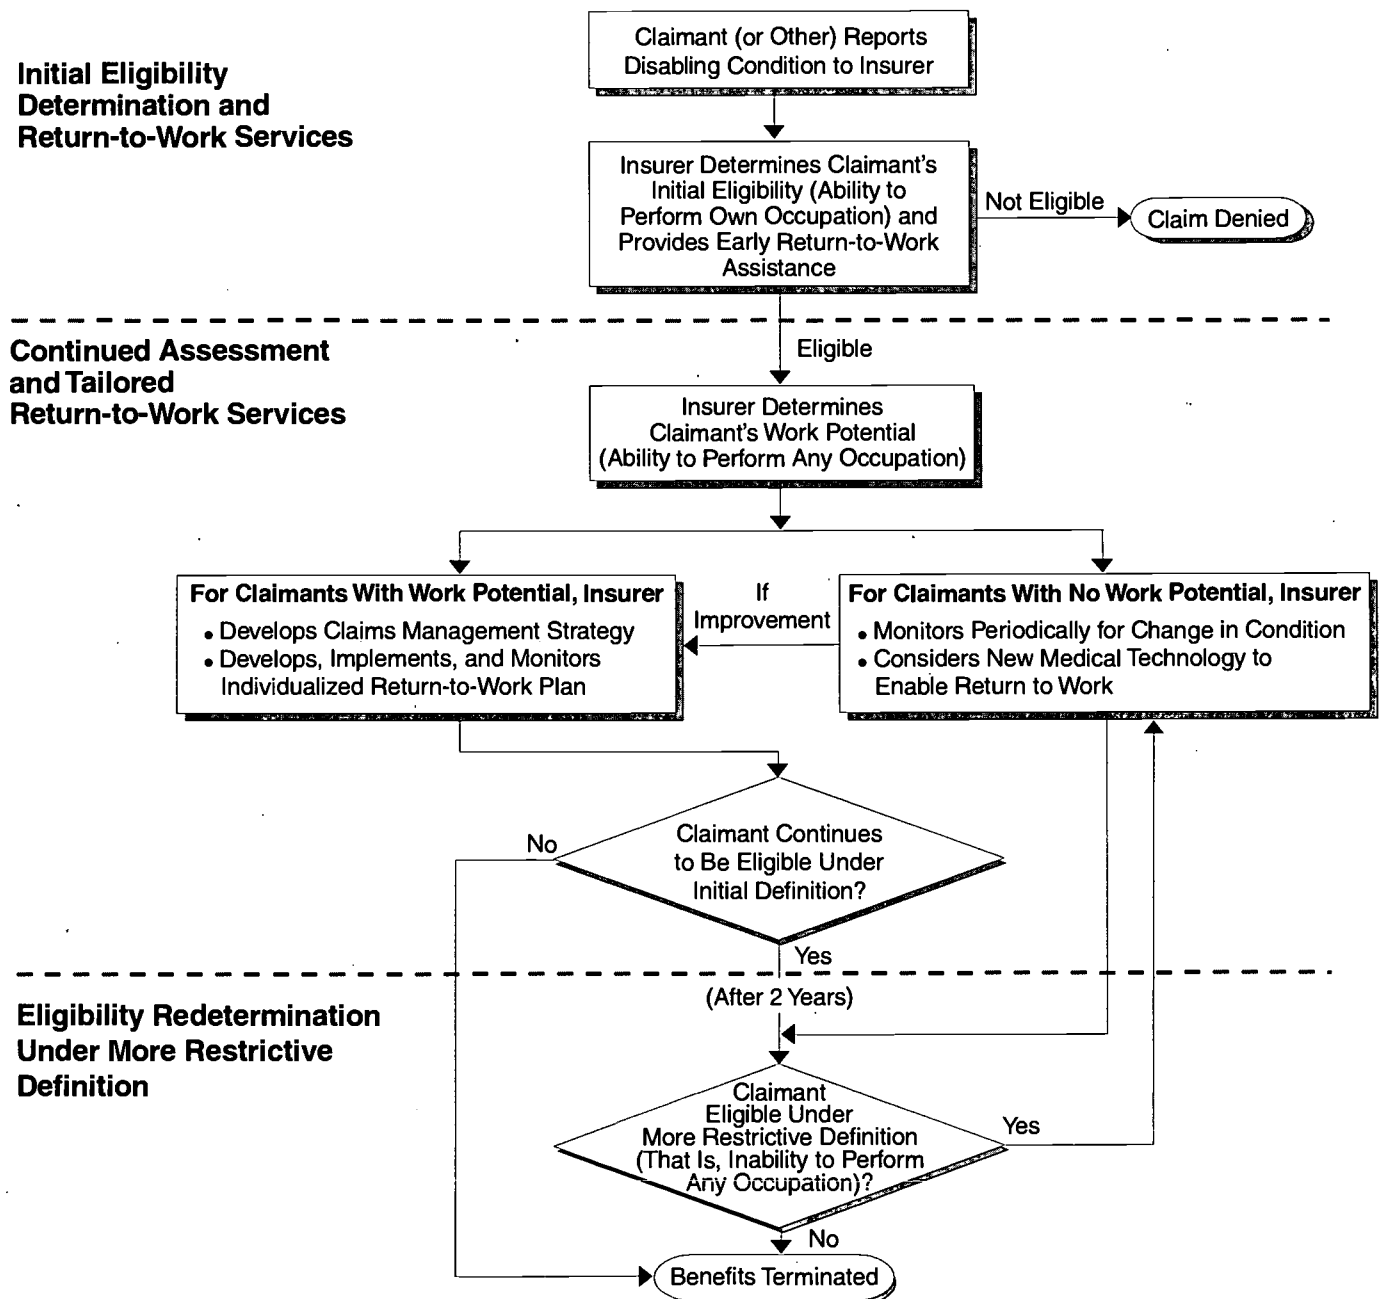 Initial Eligibility
Determination and
Return-to-Work Services
Claimant (or Other) Reports
Disabling Condition to Insurer
Insurer Determines Claimant's
Initial Eligibility (Ability to
Perform Own Occupation) and
Provides Early Return-to-Work
Assistance
Not Eligible
Claim Denied
Continued Assessment
and Tailored
Return-to-Work Services
Eligible
Insurer Determines
Claimant's Work Potential
(Ability to Perform Any Occupation)
For Claimants With Work Potential, Insurer
• Develops Claims Management Strategy
• Develops, Implements, and Monitors
Individualized Return-to-Work Plan
If
Improvement
For Claimants With No Work Potential, Insurer
• Monitors Periodically for Change in Condition
• Considers New Medical Technology to
Enable Return to Work
No
Claimant Continues
to Be Eligible Under
Initial Definition?
Yes
(After 2 Years)
Eligibility Redetermination
Under More Restrictive
Definition
Claimant
Eligible Under
More Restrictive Definition
(That Is, Inability to Perform
Any Occupation)?
Yes
No
Benefits Terminated